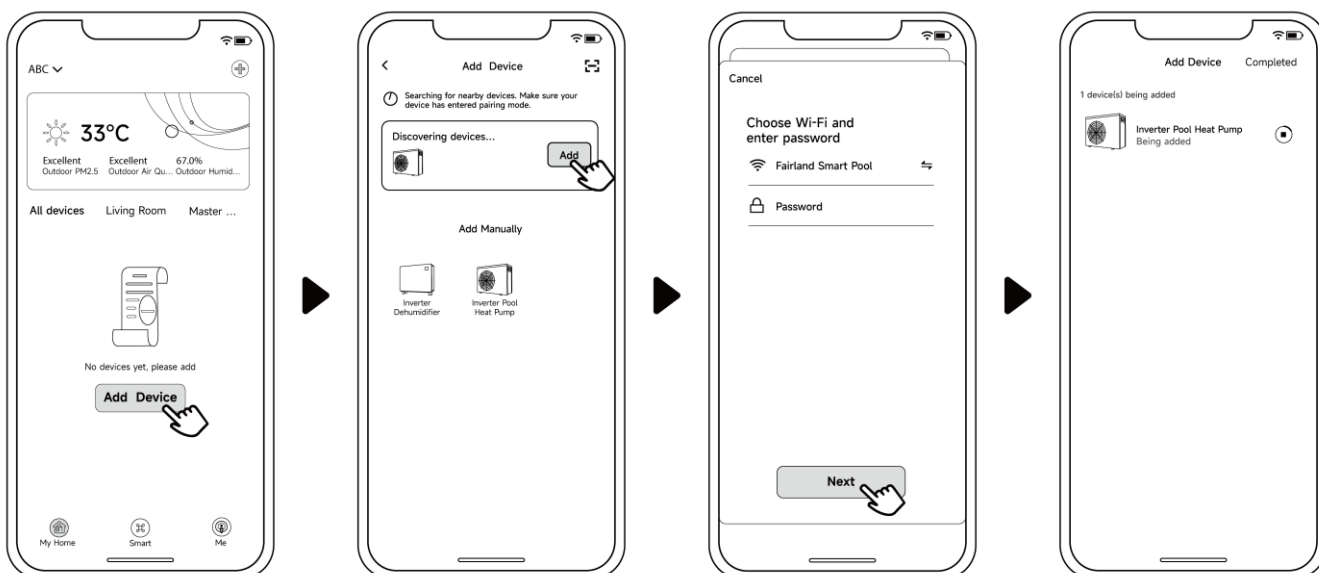 ABC
33°C
Excellent Excellent 67.0%
Outdoor PM2.5 Outdoor Air Qu... Outdoor Humid...
All devices Living Room Master ...
No devices yet, please add
Add Device
My Home Smart Me
Add Device
Searching for nearby devices. Make sure your
device has entered pairing mode.
Discovering devices...
Add
Add Manually
Inverter
Dehumidifier
Inverter Pool
Heat Pump
Cancel
Choose Wi-Fi and
enter password
Fairland Smart Pool
Password
Next
Add Device Completed
1 device(s) being added
Inverter Pool Heat Pump
Being added